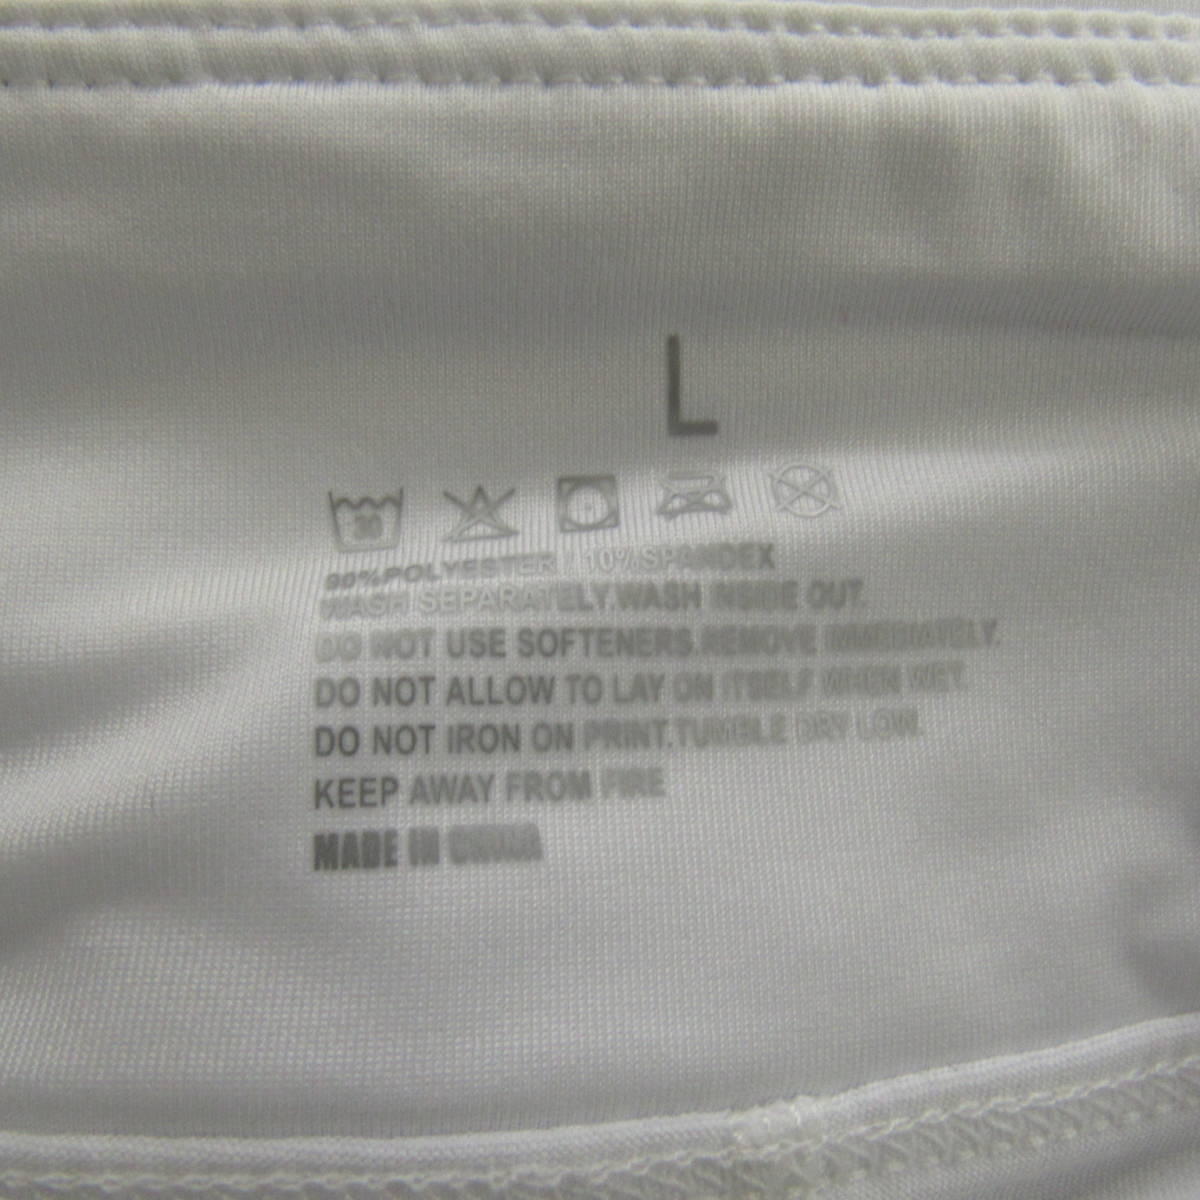 L
30
90%POLYESTER / 10%SPANDEX
WASH SEPARATELY.WASH INSIDE OUT.
DO NOT USE SOFTENERS.REMOVE IMMEDIATELY.
DO NOT ALLOW TO LAY ON ITSELF WHEN WET.
DO NOT IRON ON PRINT.TUMBLE DRY LOW.
KEEP AWAY FROM FIRE
MADE IN CHINA